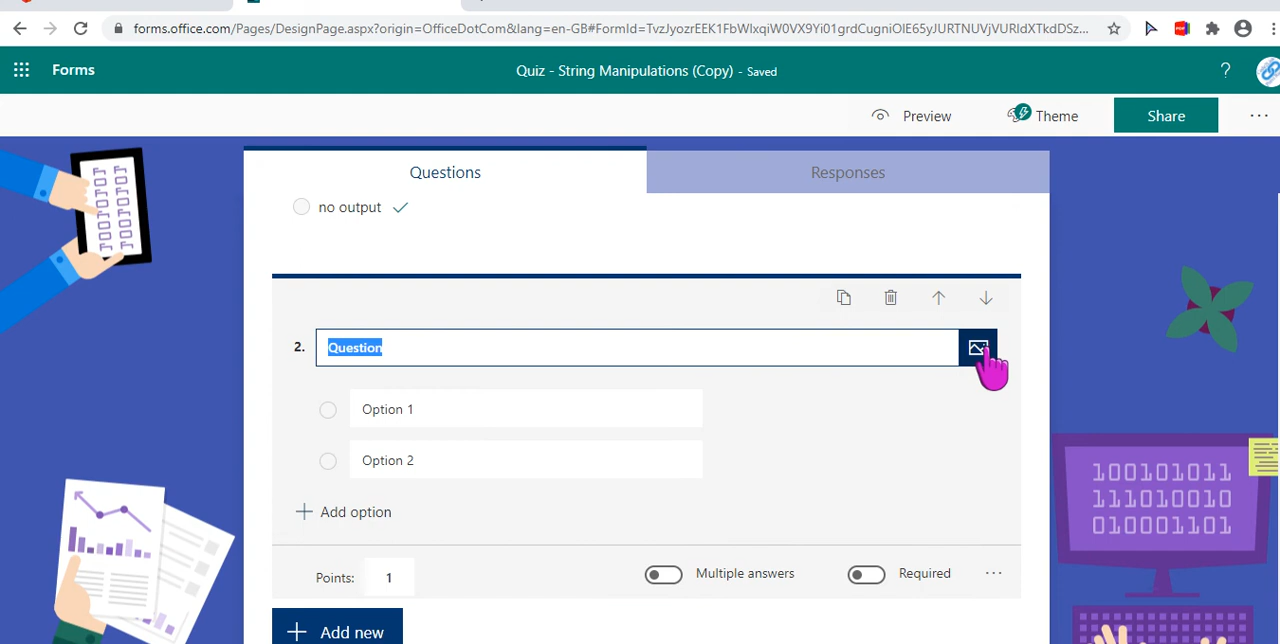 forms.office.com/Pages/DesignPage.aspx?origin=OfficeDotCom&lang=en-GB#FormId=TvzJyozrEEK1FbWlxqiW0VX9Yi01grdCugniOlE65yJURTNUVjVURldXTkdDSz...
Forms
Quiz - String Manipulations (Copy) - Saved
?
Preview
Theme
Share
...
Questions
Responses
no output
2.
Question
Option 1
Option 2
Add option
Points:
1
Multiple answers
Required
...
Add new
100101011
111010010
010001101